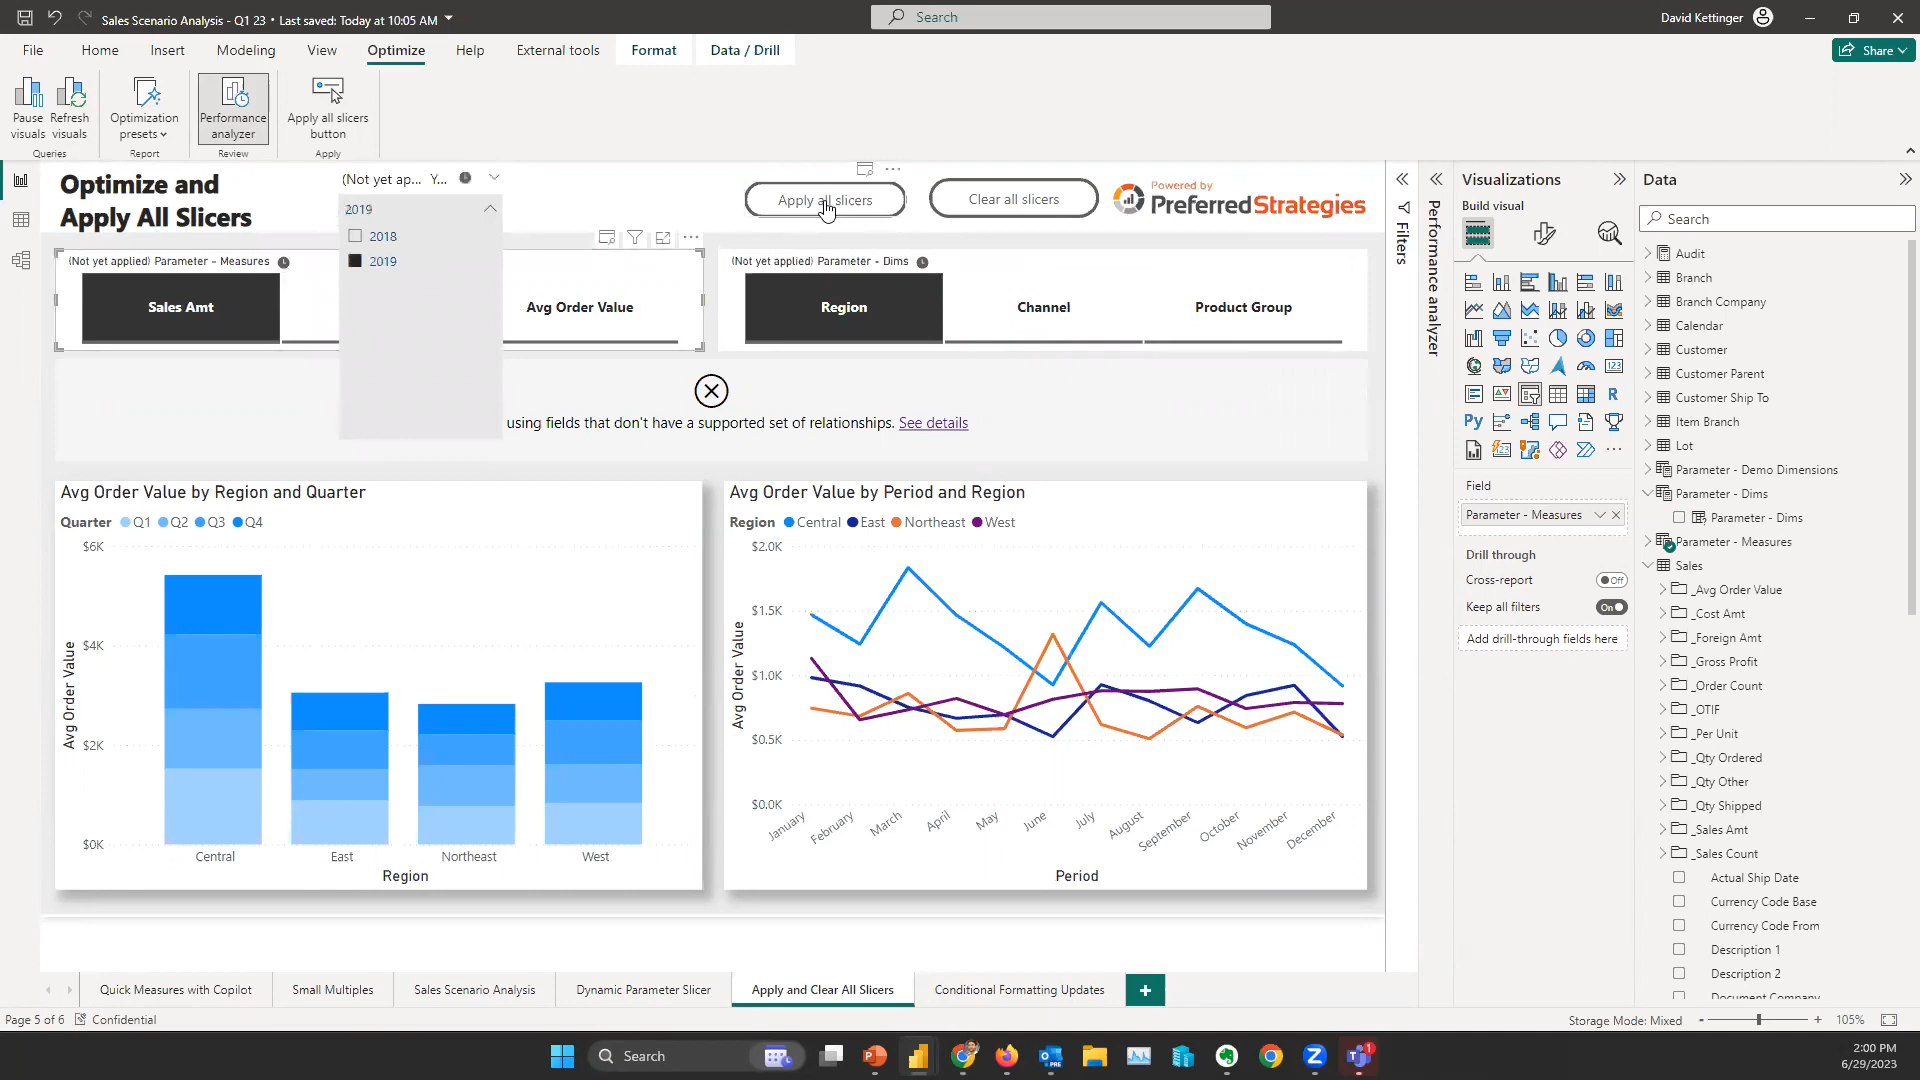 Sales Scenario Analysis - Q1 23 • Last saved: Today at 10:05 AM
Search
David Kettinger
File
Home
Insert
Modeling
View
Optimize
Help
External tools
Format
Data / Drill
Share
Pause visuals
Refresh visuals
Optimization presets
Performance analyzer
Apply all slicers button
Queries
Report
Review
Apply
Optimize and
Apply All Slicers
(Not yet ap... Y...
2019
2018
2019
Apply all slicers
Clear all slicers
Powered by
PreferredStrategies
(Not yet applied) Parameter - Measures
Sales Amt
Avg Order Value
(Not yet applied) Parameter - Dims
Region
Channel
Product Group
using fields that don't have a supported set of relationships. See details
Avg Order Value by Region and Quarter
Quarter Q1 Q2 Q3 Q4
$6K
$4K
$2K
$0K
Avg Order Value
Central
East
Northeast
West
Region
Avg Order Value by Period and Region
Region Central East Northeast West
$2.0K
$1.5K
$1.0K
$0.5K
$0.0K
Avg Order Value
January
February
March
April
May
June
July
August
September
October
November
December
Period
Filters
Performance analyzer
Visualizations
Build visual
123
R
Py
Field
Parameter - Measures
Drill through
Cross-report
Off
Keep all filters
On
Add drill-through fields here
Data
Search
Audit
Branch
Branch Company
Calendar
Customer
Customer Parent
Customer Ship To
Item Branch
Lot
Parameter - Demo Dimensions
Parameter - Dims
Parameter - Dims
Parameter - Measures
Sales
_Avg Order Value
_Cost Amt
_Foreign Amt
_Gross Profit
_Order Count
_OTIF
_Per Unit
_Qty Ordered
_Qty Other
_Qty Shipped
_Sales Amt
_Sales Count
Actual Ship Date
Currency Code Base
Currency Code From
Description 1
Description 2
Document Company
Quick Measures with Copilot
Small Multiples
Sales Scenario Analysis
Dynamic Parameter Slicer
Apply and Clear All Slicers
Conditional Formatting Updates
+
Page 5 of 6
Confidential
Storage Mode: Mixed
- + 105%
Search
PRE
1
2:00 PM
6/29/2023